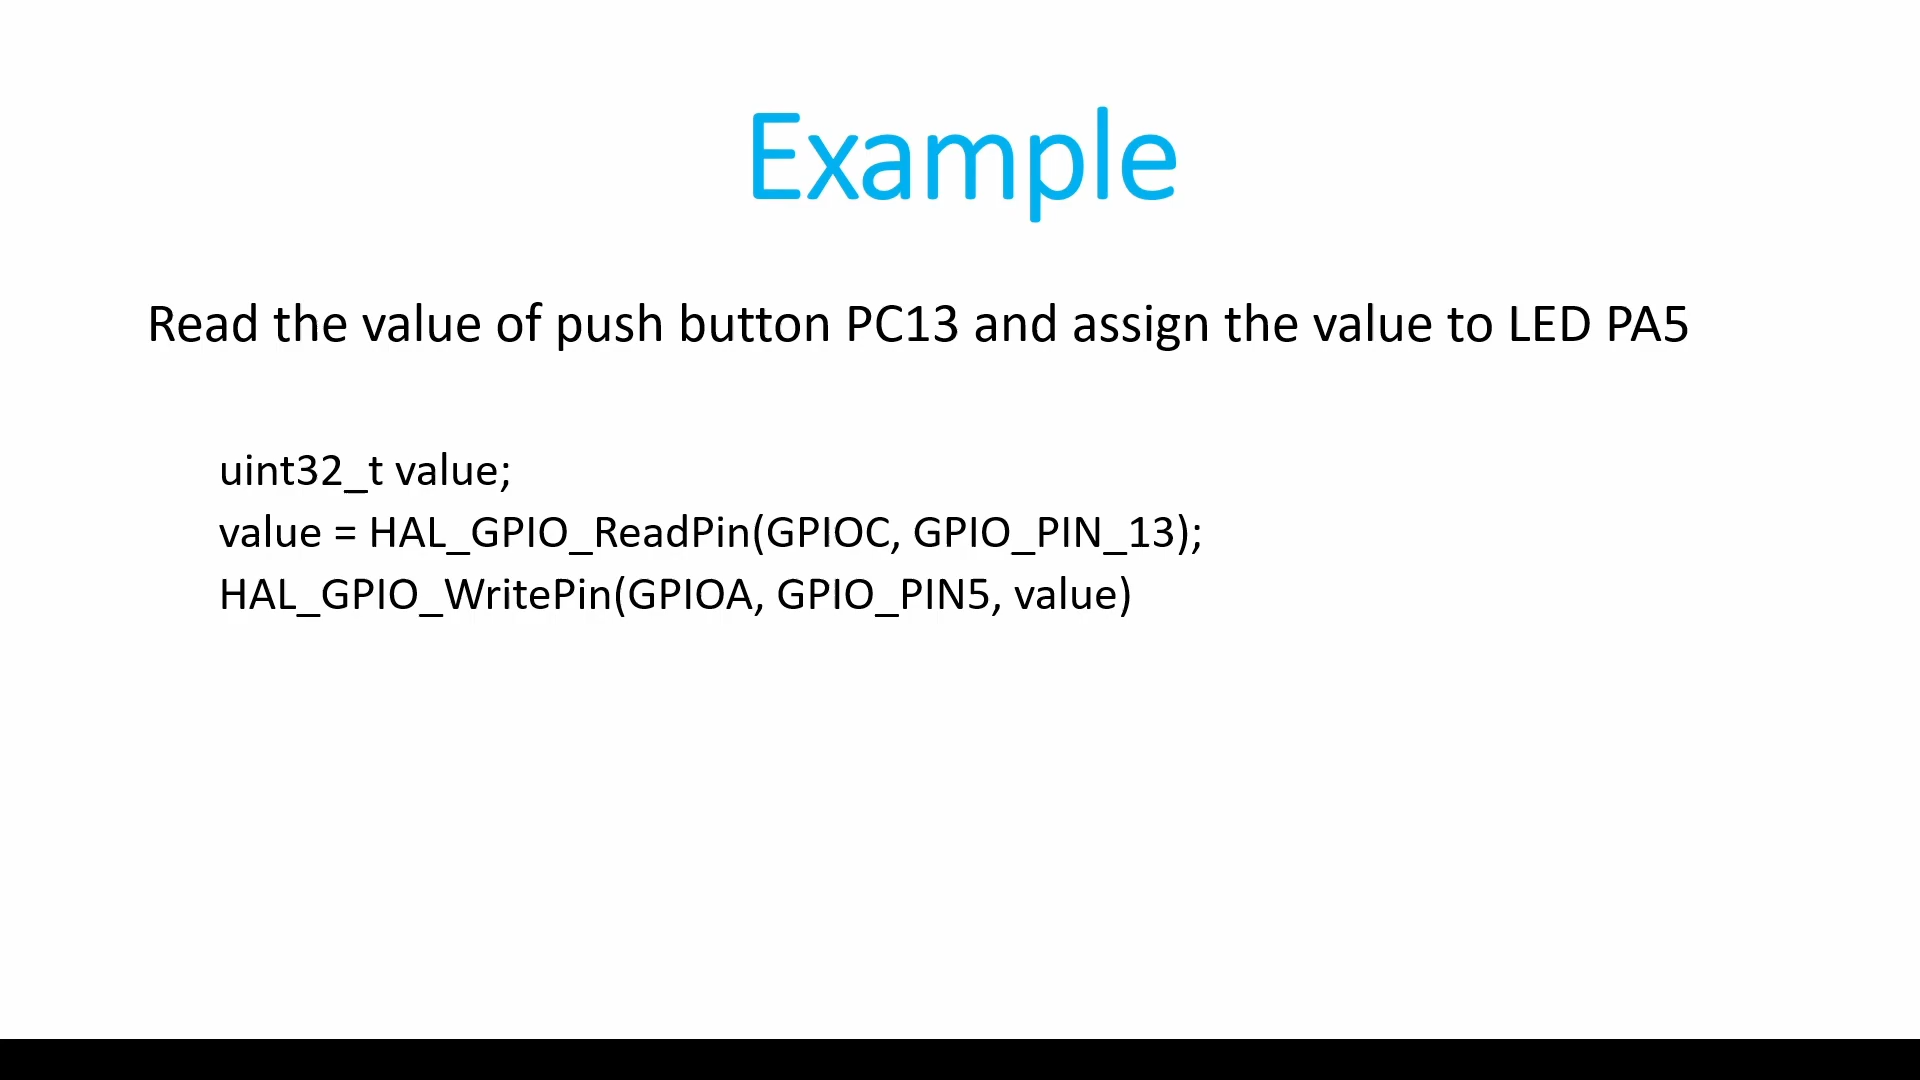 Example
Read the value of push button PC13 and assign the value to LED PA5
uint32_t value;
value = HAL_GPIO_ReadPin(GPIOC, GPIO_PIN_13);
HAL_GPIO_WritePin(GPIOA, GPIO_PIN5, value)